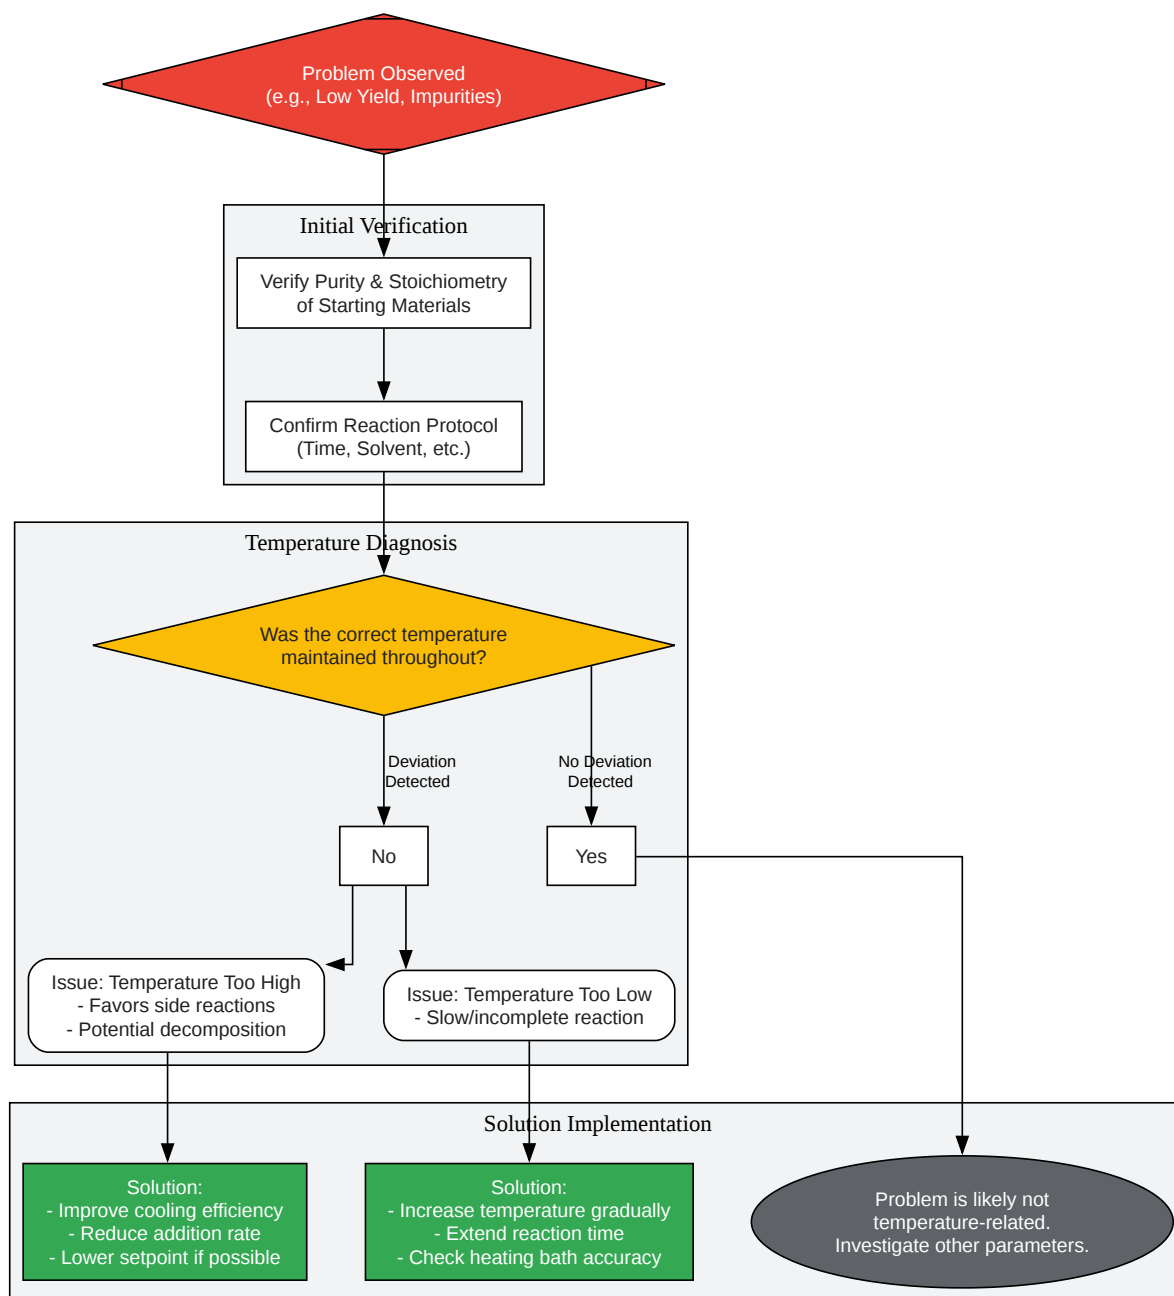 Problem Observed
(e.g., Low Yield, Impurities)
Initial Verification
Verify Purity & Stoichiometry
of Starting Materials
Confirm Reaction Protocol
(Time, Solvent, etc.)
Temperature Diagnosis
Was the correct temperature
maintained throughout?
Deviation
Detected
No Deviation
Detected
No
Yes
Issue: Temperature Too High
- Favors side reactions
- Potential decomposition
Issue: Temperature Too Low
- Slow/incomplete reaction
Solution Implementation
Solution:
- Improve cooling efficiency
- Reduce addition rate
- Lower setpoint if possible
Solution:
- Increase temperature gradually
- Extend reaction time
- Check heating bath accuracy
Problem is likely not
temperature-related.
Investigate other parameters.